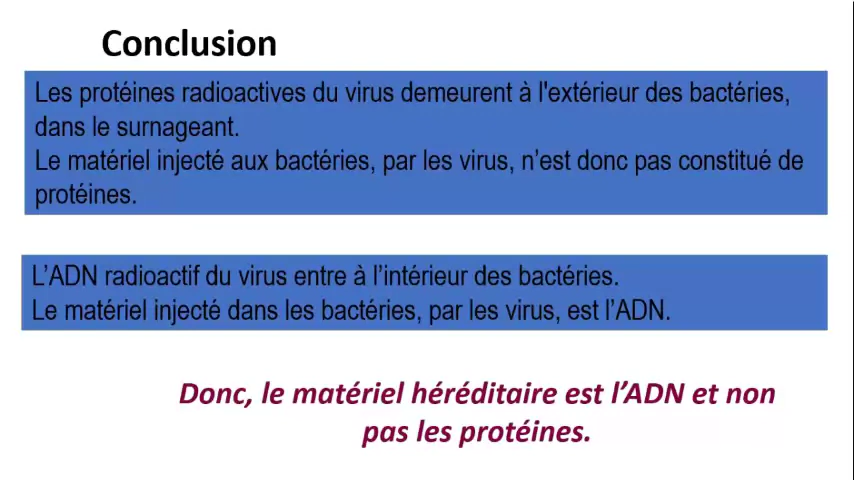 Conclusion
Les protéines radioactives du virus demeurent à l'extérieur des bactéries,
dans le surnageant.
Le matériel injecté aux bactéries, par les virus, n’est donc pas constitué de
protéines.
L’ADN radioactif du virus entre à l’intérieur des bactéries.
Le matériel injecté dans les bactéries, par les virus, est l’ADN.
Donc, le matériel héréditaire est l’ADN et non
pas les protéines.